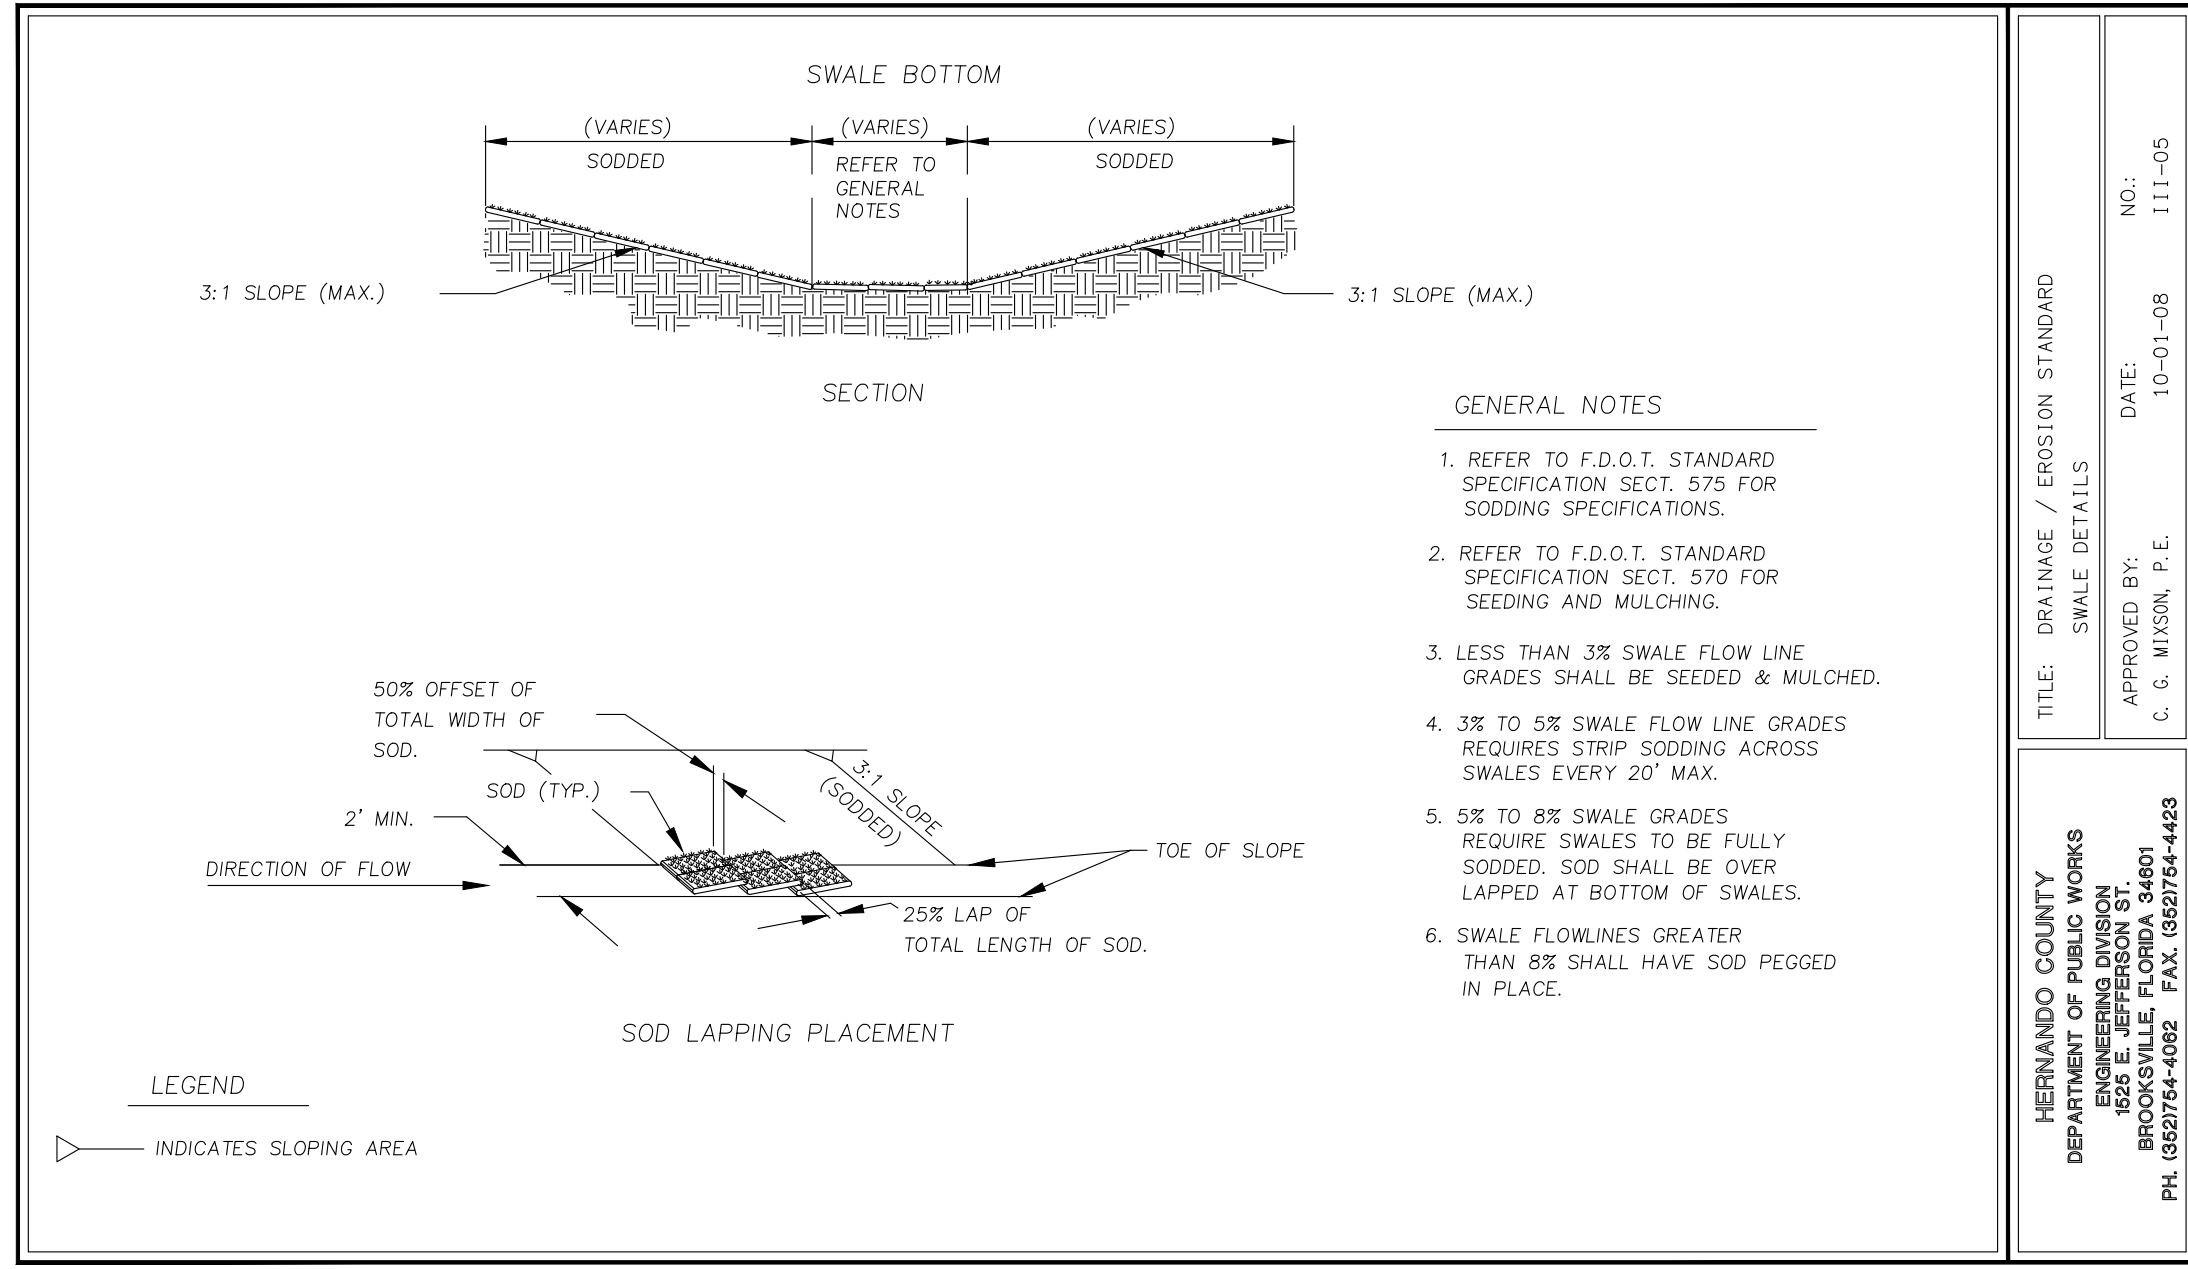 SWALE BOTTOM
(VARIES)
(VARIES)
(VARIES)
SODDED
REFER TO
GENERAL
NOTES
SODDED
3:1 SLOPE (MAX.)
3:1 SLOPE (MAX.)
SECTION
GENERAL NOTES
1. REFER TO F.D.O.T. STANDARD
SPECIFICATION SECT. 575 FOR
SODDING SPECIFICATIONS.
2. REFER TO F.D.O.T. STANDARD
SPECIFICATION SECT. 570 FOR
SEEDING AND MULCHING.
3. LESS THAN 3% SWALE FLOW LINE
GRADES SHALL BE SEEDED & MULCHED.
4. 3% TO 5% SWALE FLOW LINE GRADES
REQUIRES STRIP SODDING ACROSS
SWALES EVERY 20' MAX.
5. 5% TO 8% SWALE GRADES
REQUIRE SWALES TO BE FULLY
SODDED. SOD SHALL BE OVER
LAPPED AT BOTTOM OF SWALES.
6. SWALE FLOWLINES GREATER
THAN 8% SHALL HAVE SOD PEGGED
IN PLACE.
50% OFFSET OF
TOTAL WIDTH OF
SOD.
SOD (TYP.)
2' MIN.
DIRECTION OF FLOW
3:1 SLOPE
(SODDED)
TOE OF SLOPE
25% LAP OF
TOTAL LENGTH OF SOD.
SOD LAPPING PLACEMENT
LEGEND
INDICATES SLOPING AREA
TITLE: DRAINAGE / EROSION STANDARD
SWALE DETAILS
APPROVED BY: DATE: NO.:
C. G. MIXSON, P.E. 10-01-08 III-05
HERNANDO COUNTY
DEPARTMENT OF PUBLIC WORKS
ENGINEERING DIVISION
1525 E. JEFFERSON ST.
BROOKSVILLE, FLORIDA 34601
PH. (352)754-4062 FAX. (352)754-4423